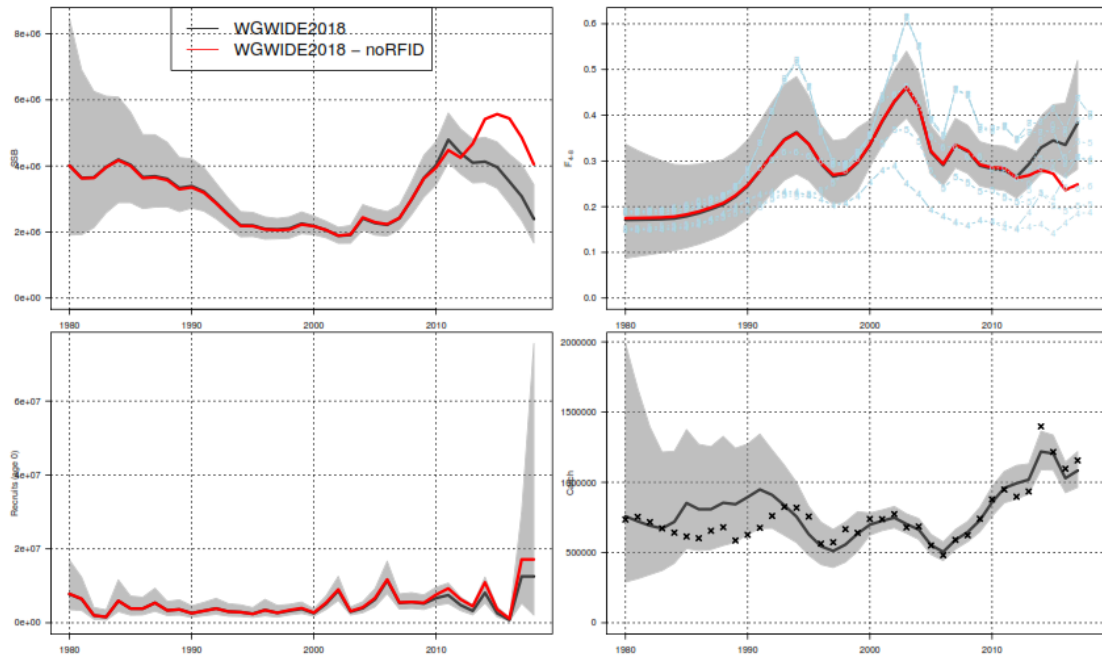 WGWIDE2018
WGWIDE2018 – noRFID
8e+06
6e+06
4e+06
2e+06
0e+00
SSB
1980
1990
2000
2010
0.6
0.5
0.4
0.3
0.2
0.1
0.0
1980
1990
2000
2010
6e+07
4e+07
2e+07
0e+00
Recruits (age 0)
1980
1990
2000
2010
2000000
1500000
1000000
500000
0
Catch
1980
1990
2000
2010